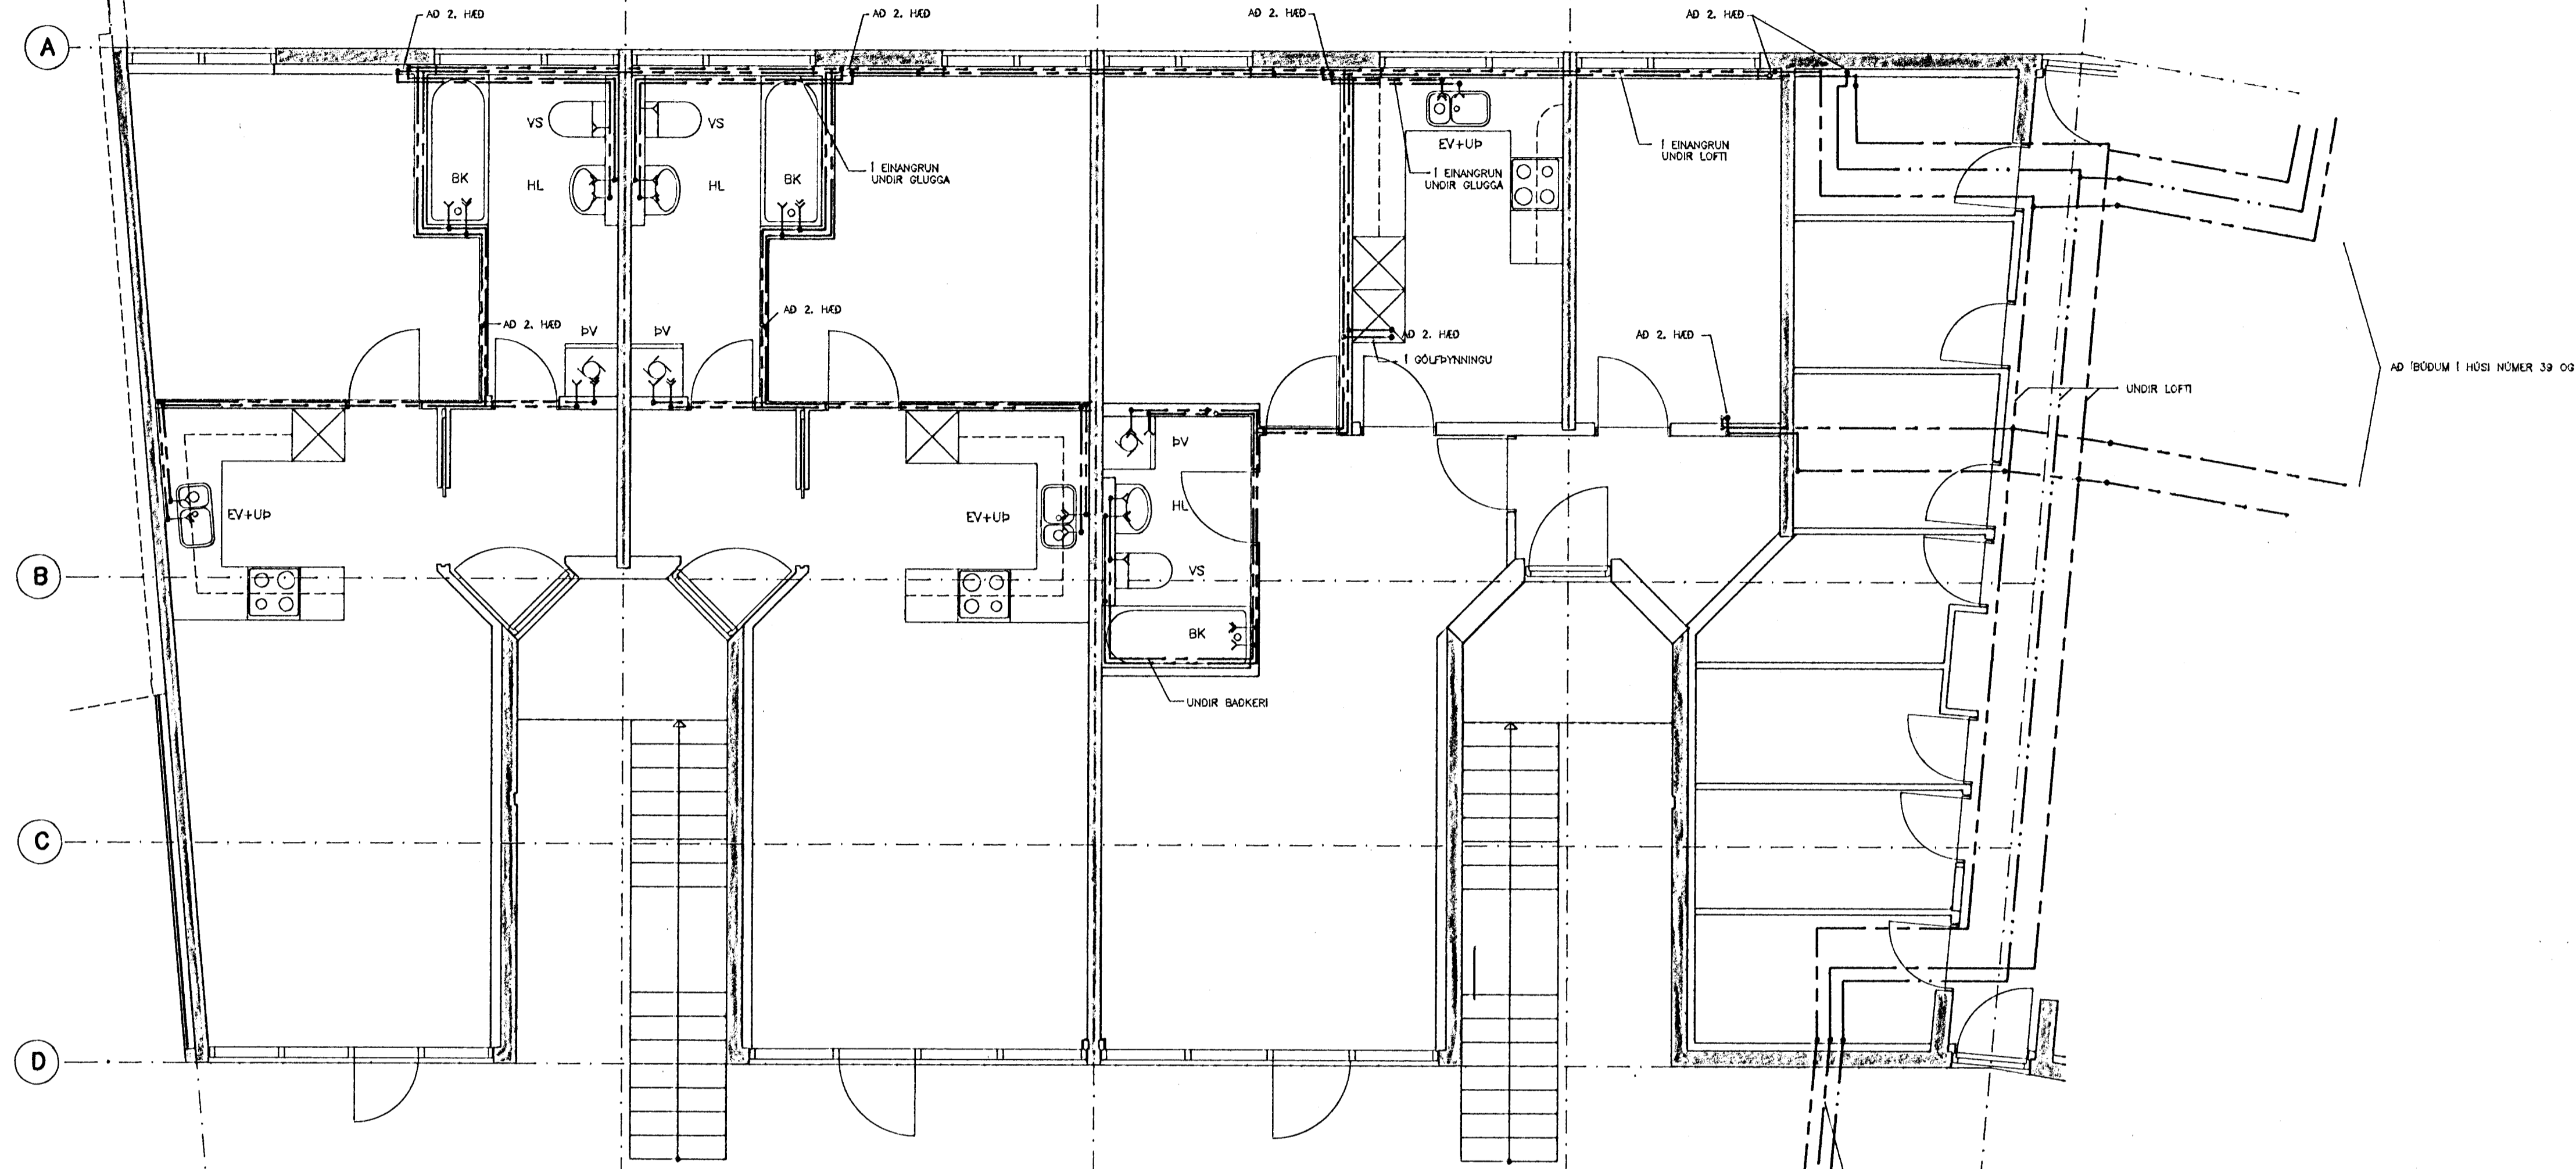 AÐ 2. HÆÐ
AÐ 2. HÆÐ
AÐ 2. HÆÐ
AÐ 2. HÆÐ
A
VS
VS
Í EINANGRUN
UNDIR GLUGGA
EV+UÞ
Í EINANGRUN
UNDIR LOFTI
Í EINANGRUN
UNDIR GLUGGA
BK
HL
HL
BK
AÐ 2. HÆÐ
AÐ 2. HÆÐ
ÞV
ÞV
AÐ 2. HÆÐ
Í GÓLFÞYNNINGU
AÐ 2. HÆÐ
AÐ ÍBÚÐUM Í HÚSI NÚMER 39 OG
UNDIR LOFTI
ÞV
HL
EV+UÞ
EV+UÞ
VS
B
BK
UNDIR BAÐKERI
C
D